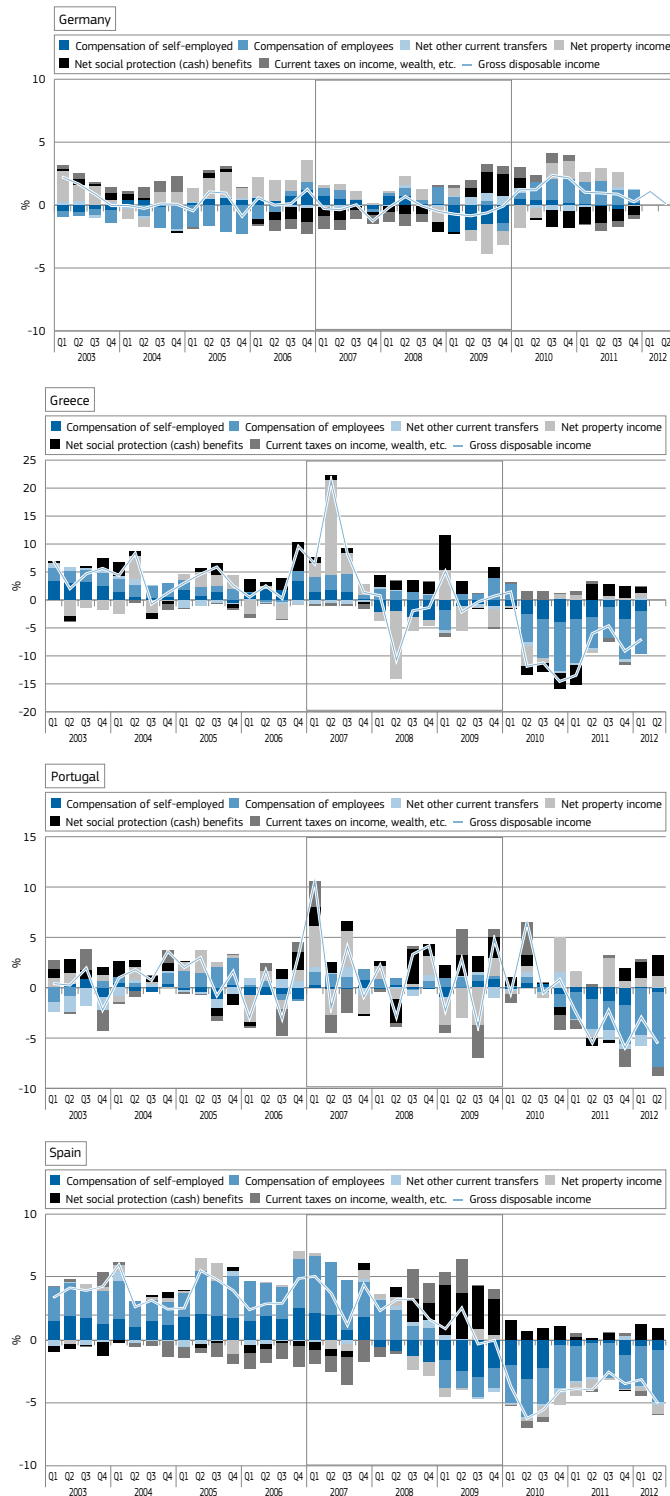 Germany
Compensation of self-employed Compensation of employees Net other current transfers Net property income
Net social protection (cash) benefits Current taxes on income, wealth, etc. Gross disposable income
10
5
0
-5
-10
%
Q1 Q2 Q3 Q4 Q1 Q2 Q3 Q4 Q1 Q2 Q3 Q4 Q1 Q2 Q3 Q4 Q1 Q2 Q3 Q4 Q1 Q2 Q3 Q4 Q1 Q2 Q3 Q4 Q1 Q2 Q3 Q4 Q1 Q2 Q3 Q4 Q1 Q2
2003 2004 2005 2006 2007 2008 2009 2010 2011 2012
Greece
Compensation of self-employed Compensation of employees Net other current transfers Net property income
Net social protection (cash) benefits Current taxes on income, wealth, etc. Gross disposable income
25
20
15
10
5
0
-5
-10
-15
-20
%
Q1 Q2 Q3 Q4 Q1 Q2 Q3 Q4 Q1 Q2 Q3 Q4 Q1 Q2 Q3 Q4 Q1 Q2 Q3 Q4 Q1 Q2 Q3 Q4 Q1 Q2 Q3 Q4 Q1 Q2 Q3 Q4 Q1 Q2 Q3 Q4 Q1 Q2
2003 2004 2005 2006 2007 2008 2009 2010 2011 2012
Portugal
Compensation of self-employed Compensation of employees Net other current transfers Net property income
Net social protection (cash) benefits Current taxes on income, wealth, etc. Gross disposable income
15
10
5
0
-5
-10
%
Q1 Q2 Q3 Q4 Q1 Q2 Q3 Q4 Q1 Q2 Q3 Q4 Q1 Q2 Q3 Q4 Q1 Q2 Q3 Q4 Q1 Q2 Q3 Q4 Q1 Q2 Q3 Q4 Q1 Q2 Q3 Q4 Q1 Q2 Q3 Q4 Q1 Q2
2003 2004 2005 2006 2007 2008 2009 2010 2011 2012
Spain
Compensation of self-employed Compensation of employees Net other current transfers Net property income
Net social protection (cash) benefits Current taxes on income, wealth, etc. Gross disposable income
10
5
0
-5
-10
%
Q1 Q2 Q3 Q4 Q1 Q2 Q3 Q4 Q1 Q2 Q3 Q4 Q1 Q2 Q3 Q4 Q1 Q2 Q3 Q4 Q1 Q2 Q3 Q4 Q1 Q2 Q3 Q4 Q1 Q2 Q3 Q4 Q1 Q2 Q3 Q4 Q1 Q2
2003 2004 2005 2006 2007 2008 2009 2010 2011 2012